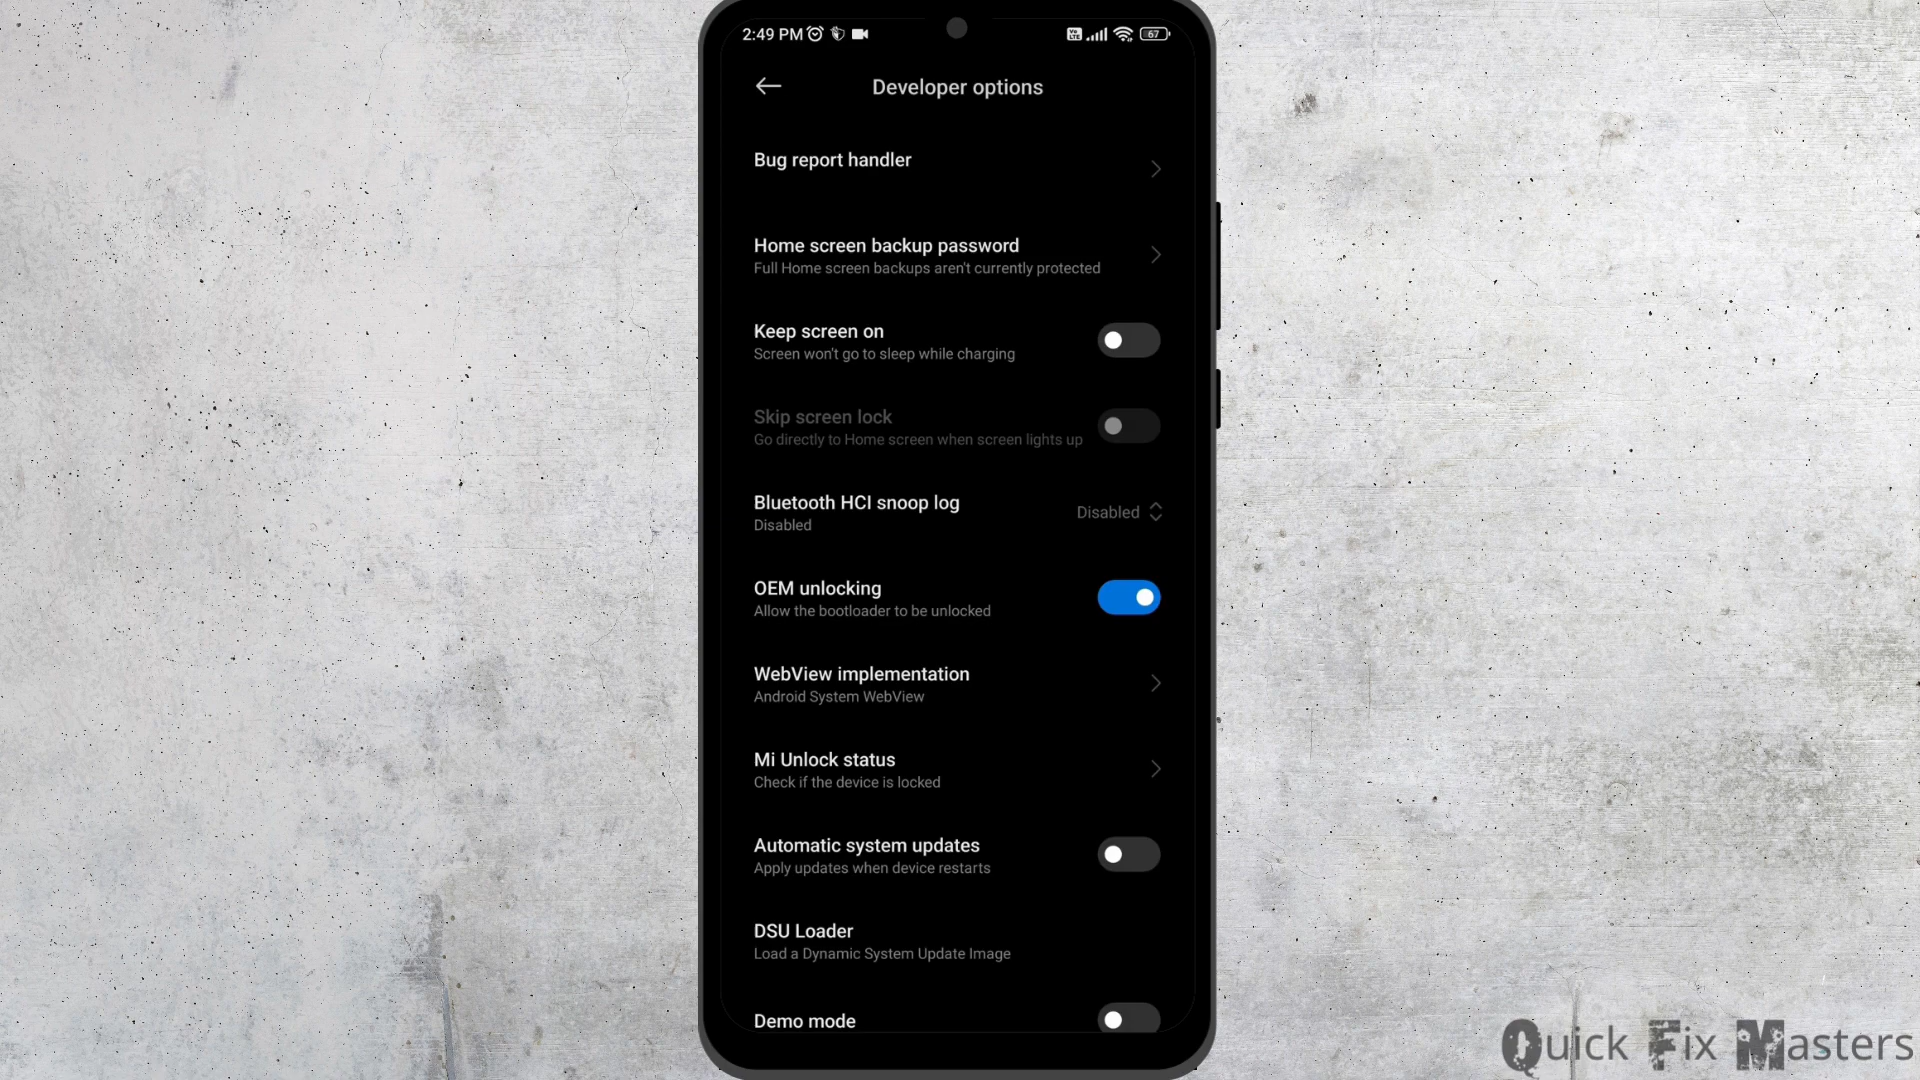 2:49 PM
Vo LTE
67
Developer options
Bug report handler
Home screen backup password
Full Home screen backups aren't currently protected
Keep screen on
Screen won't go to sleep while charging
Skip screen lock
Go directly to Home screen when screen lights up
Bluetooth HCI snoop log
Disabled
Disabled
OEM unlocking
Allow the bootloader to be unlocked
WebView implementation
Android System WebView
Mi Unlock status
Check if the device is locked
Automatic system updates
Apply updates when device restarts
DSU Loader
Load a Dynamic System Update Image
Demo mode
Quick Fix Masters